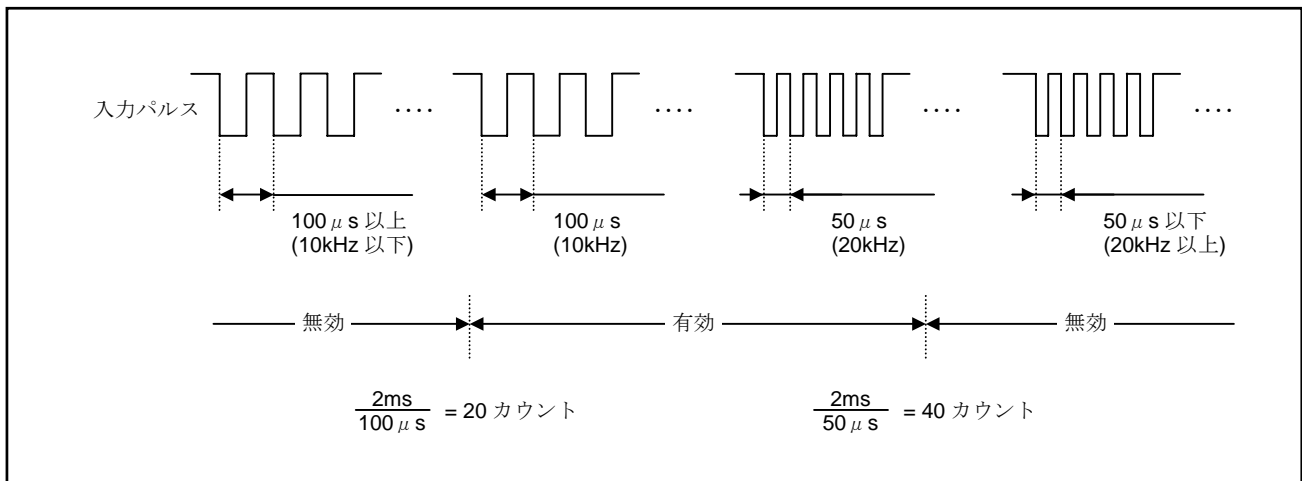 入力パルス
‥‥
‥‥
‥‥
‥‥
100μs 以上
(10kHz 以下)
100μs
(10kHz)
50μs
(20kHz)
50μs 以下
(20kHz 以上)
無効
有効
無効
2ms
100μs
= 20 カウント
2ms
50μs
= 40 カウント